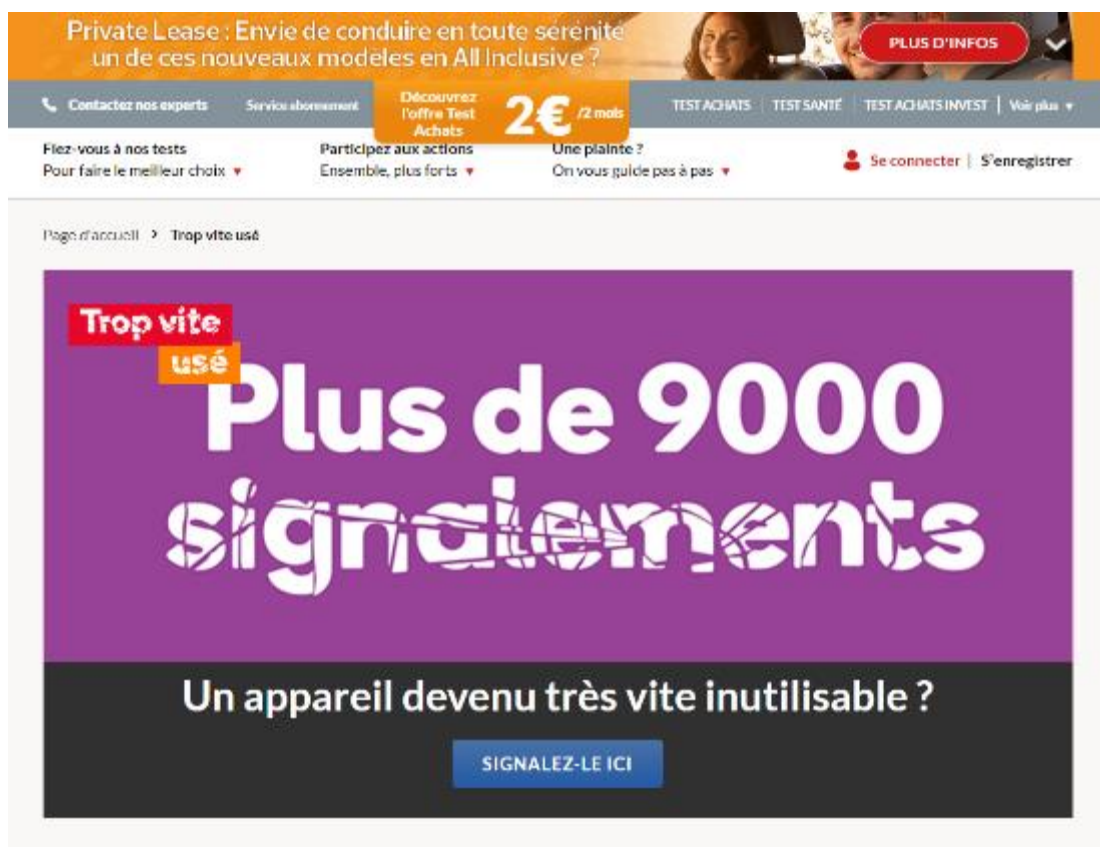 Private Lease : Envie de conduire en toute sérénité
un de ces nouveaux modèles en All Inclusive ?
PLUS D'INFOS
Contactez nos experts
Service abonnement
Découvrez
l'offre Test
Achats
2€ /2 mois
TEST ACHATS | TEST SANTÉ | TEST ACHATS INVEST | Voir plus
Fiez-vous à nos tests
Pour faire le meilleur choix
Participez aux actions
Ensemble, plus forts
Une plainte ?
On vous guide pas à pas
Se connecter | S'enregistrer
Page d'accueil > Trop vite usé
Trop vite
usé
Plus de 9000
signalements
Un appareil devenu très vite inutilisable ?
SIGNALEZ-LE ICI